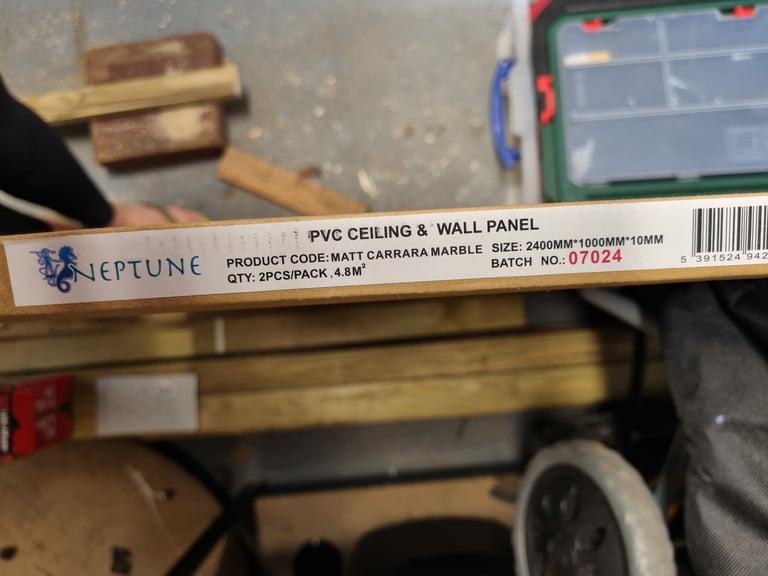 NEPTUNE
PVC CEILING & WALL PANEL
PRODUCT CODE:MATT CARRARA MARBLE SIZE: 2400MM*1000MM*10MM
QTY: 2PCS/PACK , 4.8M² BATCH NO.: 07024
5 391524 942